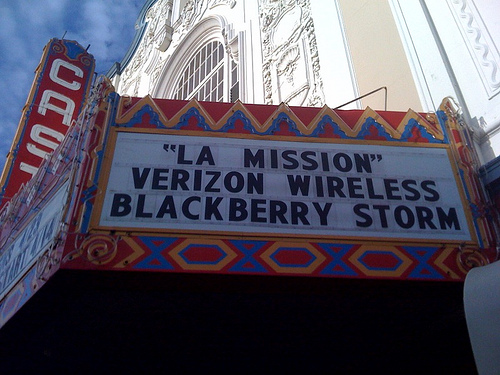 CAS
"LA MISSION"
VERIZON WIRELESS
BLACKBERRY STORM